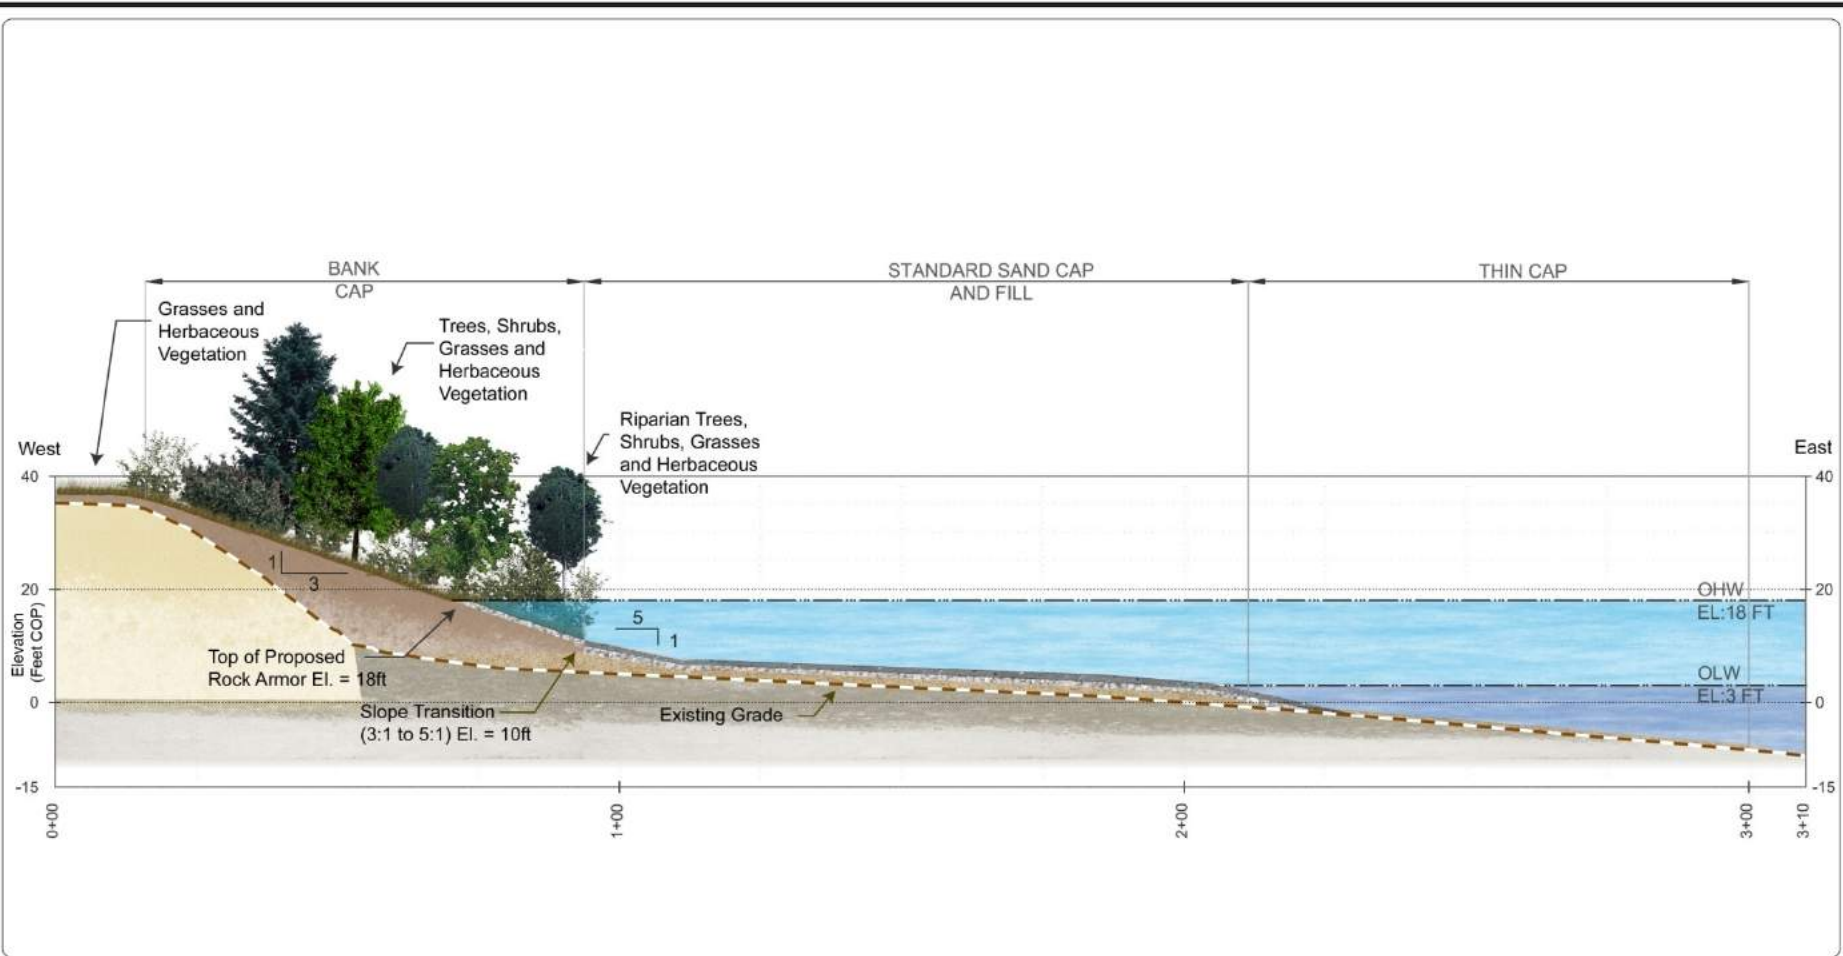 BANK
CAP
STANDARD SAND CAP
AND FILL
THIN CAP
Grasses and
Herbaceous
Vegetation
Trees, Shrubs,
Grasses and
Herbaceous
Vegetation
Riparian Trees,
Shrubs, Grasses
and Herbaceous
Vegetation
West
East
40
40
1
3
20
20
OHW
EL:18 FT
5
1
Elevation
(Feet COP)
Top of Proposed
Rock Armor El. = 18ft
OLW
EL:3 FT
0
0
Slope Transition
(3:1 to 5:1) El. = 10ft
Existing Grade
-15
-15
0+00
1+00
2+00
3+00
3+10